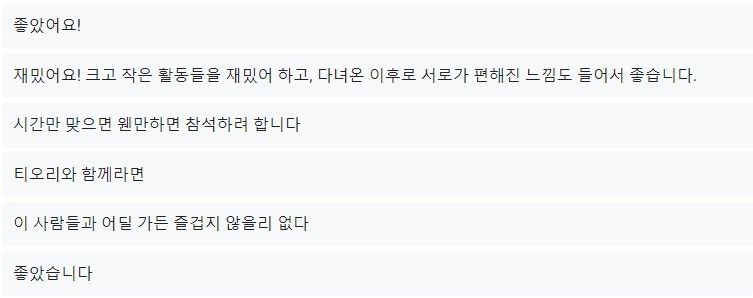 좋았어요!
재밌어요! 크고 작은 활동들을 재밌어 하고, 다녀온 이후로 서로가 편해진 느낌도 들어서 좋습니다.
시간만 맞으면 웬만하면 참석하려 합니다
티오리와 함께라면
이 사람들과 어딜 가든 즐겁지 않을리 없다
좋았습니다